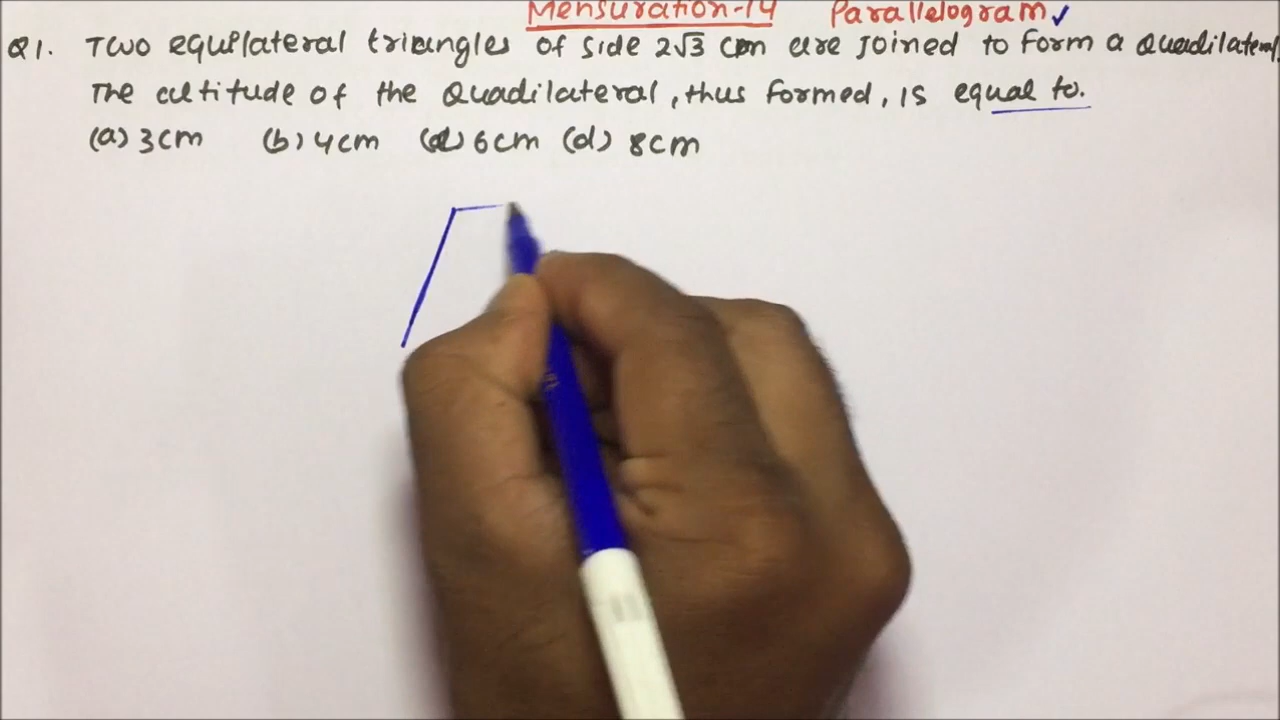 Mensuration-14 Parallelogram
Q1. Two equilateral triangles of side 2√3 cm are joined to form a Quadilateral.
The altitude of the Quadilateral, thus formed, is equal to.
(a) 3cm (b) 4cm (c) 6cm (d) 8cm